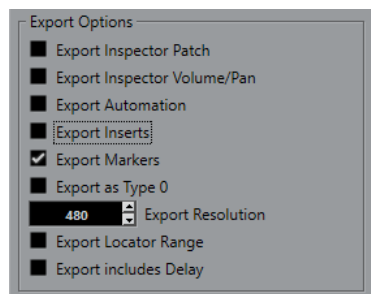 Export Options
Export Inspector Patch
Export Inspector Volume/Pan
Export Automation
Export Inserts
Export Markers
Export as Type 0
480 Export Resolution
Export Locator Range
Export includes Delay